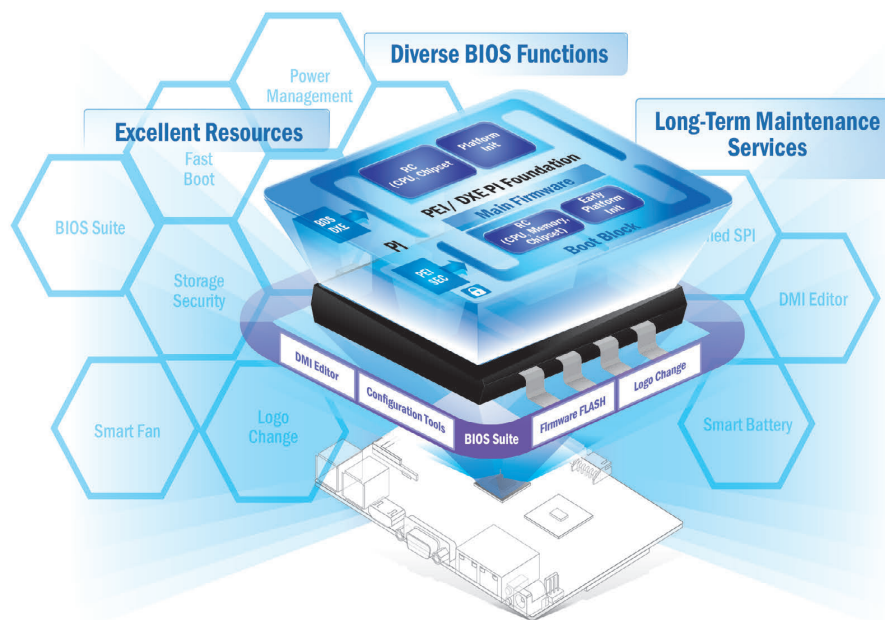 Diverse BIOS Functions
Power
Management
Excellent Resources
Fast
Boot
Long-Term Maintenance
Services
BIOS Suite
Storage
Security
Smart Fan
Logo
Change
SPI
DMI Editor
Smart Battery
RC
(CPU, Chipset
Platform
Init
PEI/ DXE PI Foundation
Main Firmware
BDS
DXE
PI
RC
(CPU, Memory,
Chipset)
Early
Platform
Init
Boot Block
PEI
SEC
DMI Editor
Configuration Tools
BIOS Suite
Firmware FLASH
Logo Change